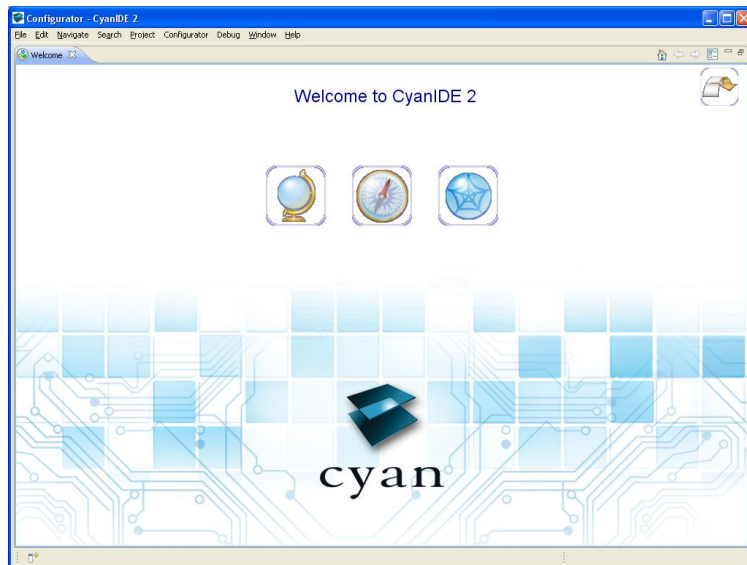 Configurator - CyanIDE 2
File Edit Navigate Search Project Configurator Debug Window Help
Welcome
Welcome to CyanIDE 2
cyan